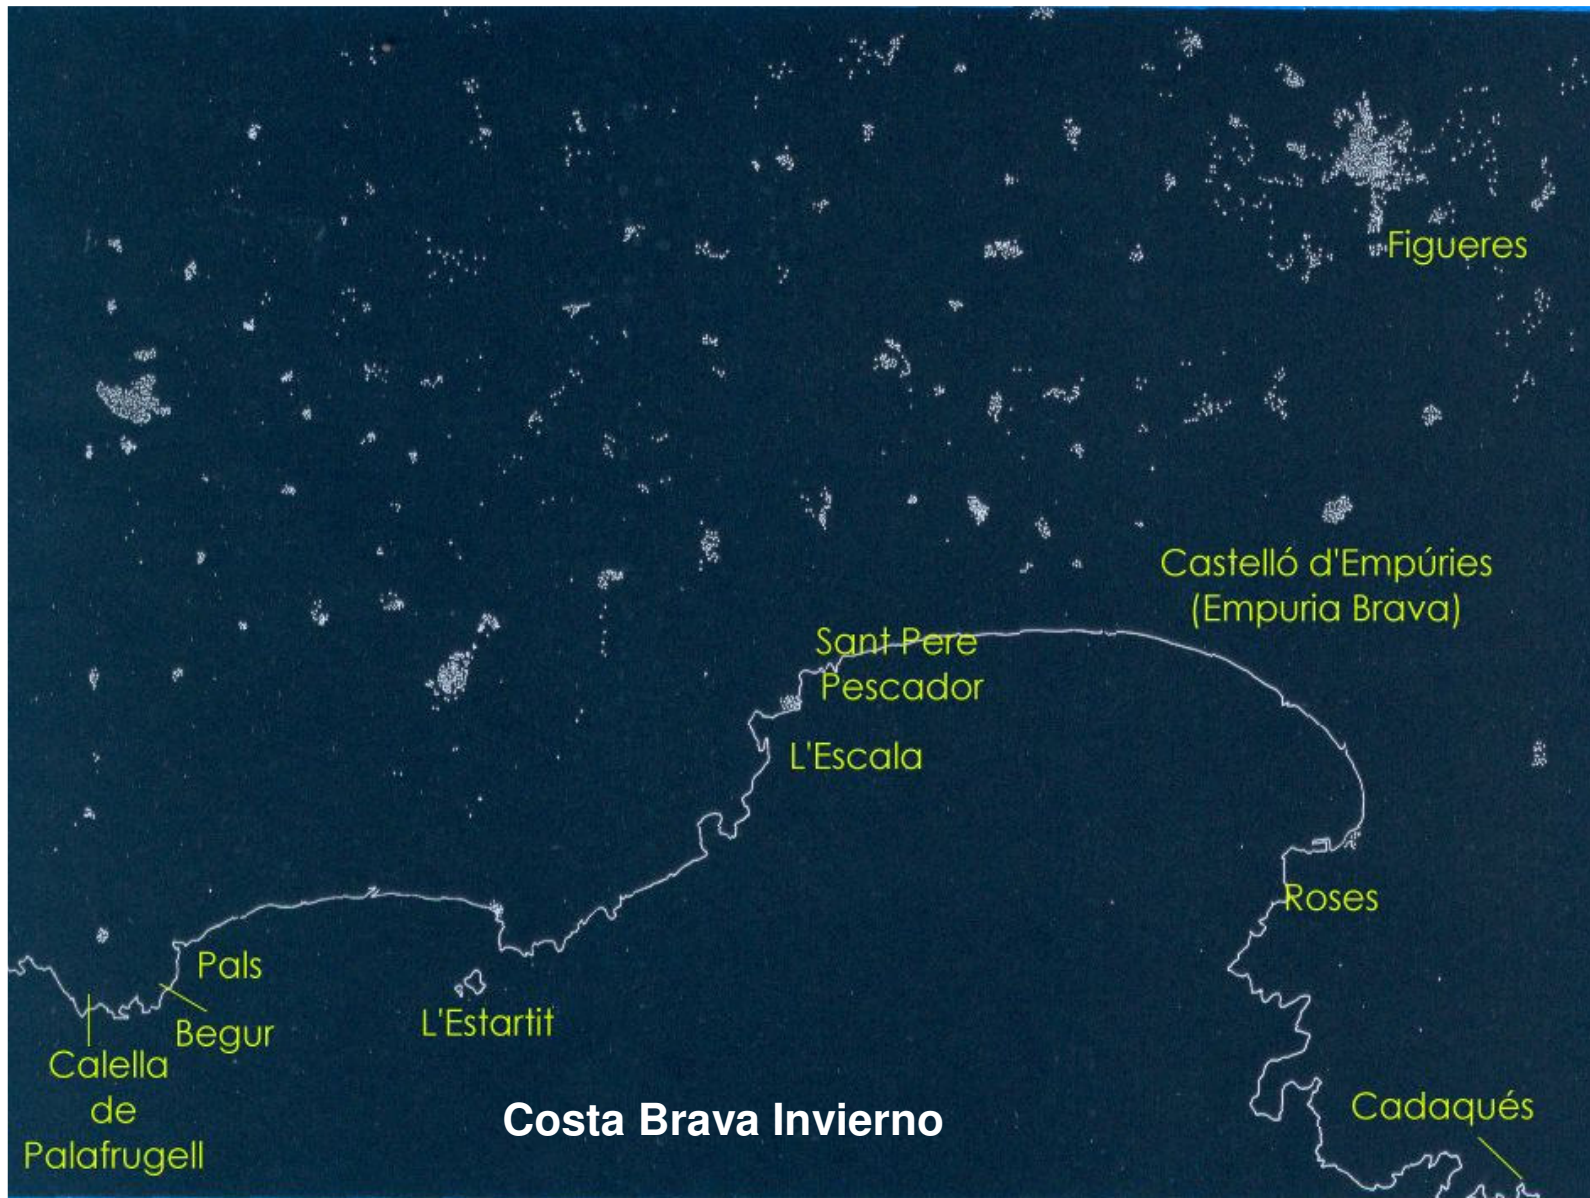 Figueres
Castelló d'Empúries
(Empuria Brava)
Sant Pere
Pescador
L'Escala
Roses
Pals
L'Estartit
Begur
Calella
de
Palafrugell
Cadaqués
Costa Brava Invierno